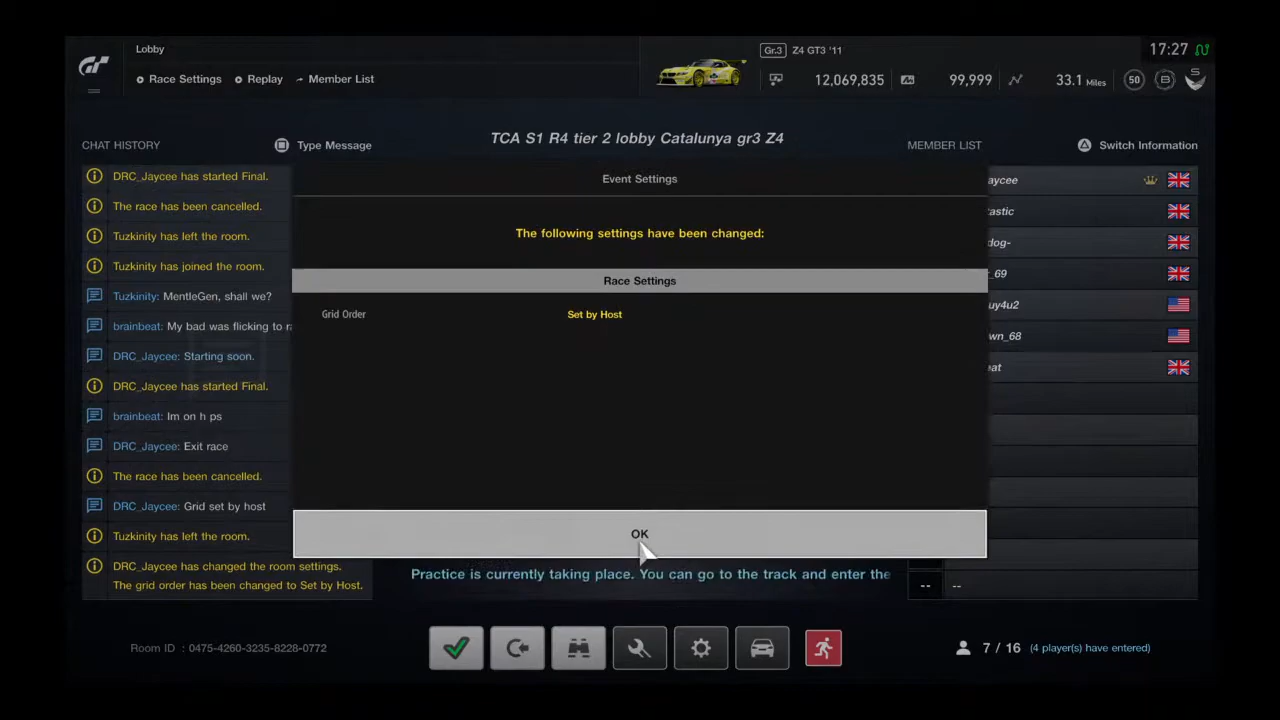 Lobby
Race Settings
Replay
Member List
Gr.3
Z4 GT3 '11
12,069,835
99,999
33.1 Miles
50
B
S
17:27
TCA S1 R4 tier 2 lobby Catalunya gr3 Z4
CHAT HISTORY
Type Message
DRC_Jaycee has started Final.
The race has been cancelled.
Tuzkinity has left the room.
Tuzkinity has joined the room.
Tuzkinity: MentleGen, shall we?
brainbeat: My bad was flicking to
DRC_Jaycee: Starting soon.
DRC_Jaycee has started Final.
brainbeat: Im on h ps
DRC_Jaycee: Exit race
The race has been cancelled.
DRC_Jaycee: Grid set by host
Tuzkinity has left the room.
DRC_Jaycee has changed the room settings.
The grid order has been changed to Set by Host.
Event Settings
The following settings have been changed:
Race Settings
Grid Order
Set by Host
OK
Practice is currently taking place. You can go to the track and enter the
MEMBER LIST
Switch Information
aycee
astic
dog-
_69
uy4u2
wn_68
eat
-- --
Room ID : 0475-4260-3235-8228-0772
7 / 16 (4 player(s) have entered)